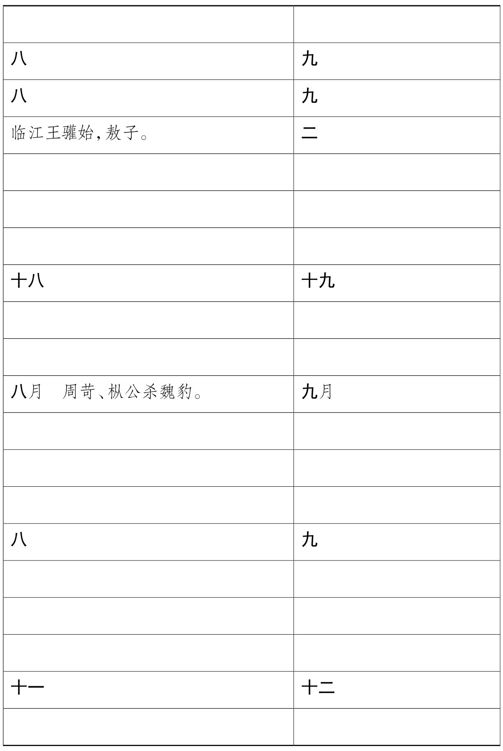 八 九
八 九
临江王驩始，敖子。 二
十八 十九
八月　周苛、枞公杀魏豹。 九月
八 九
十一 十二